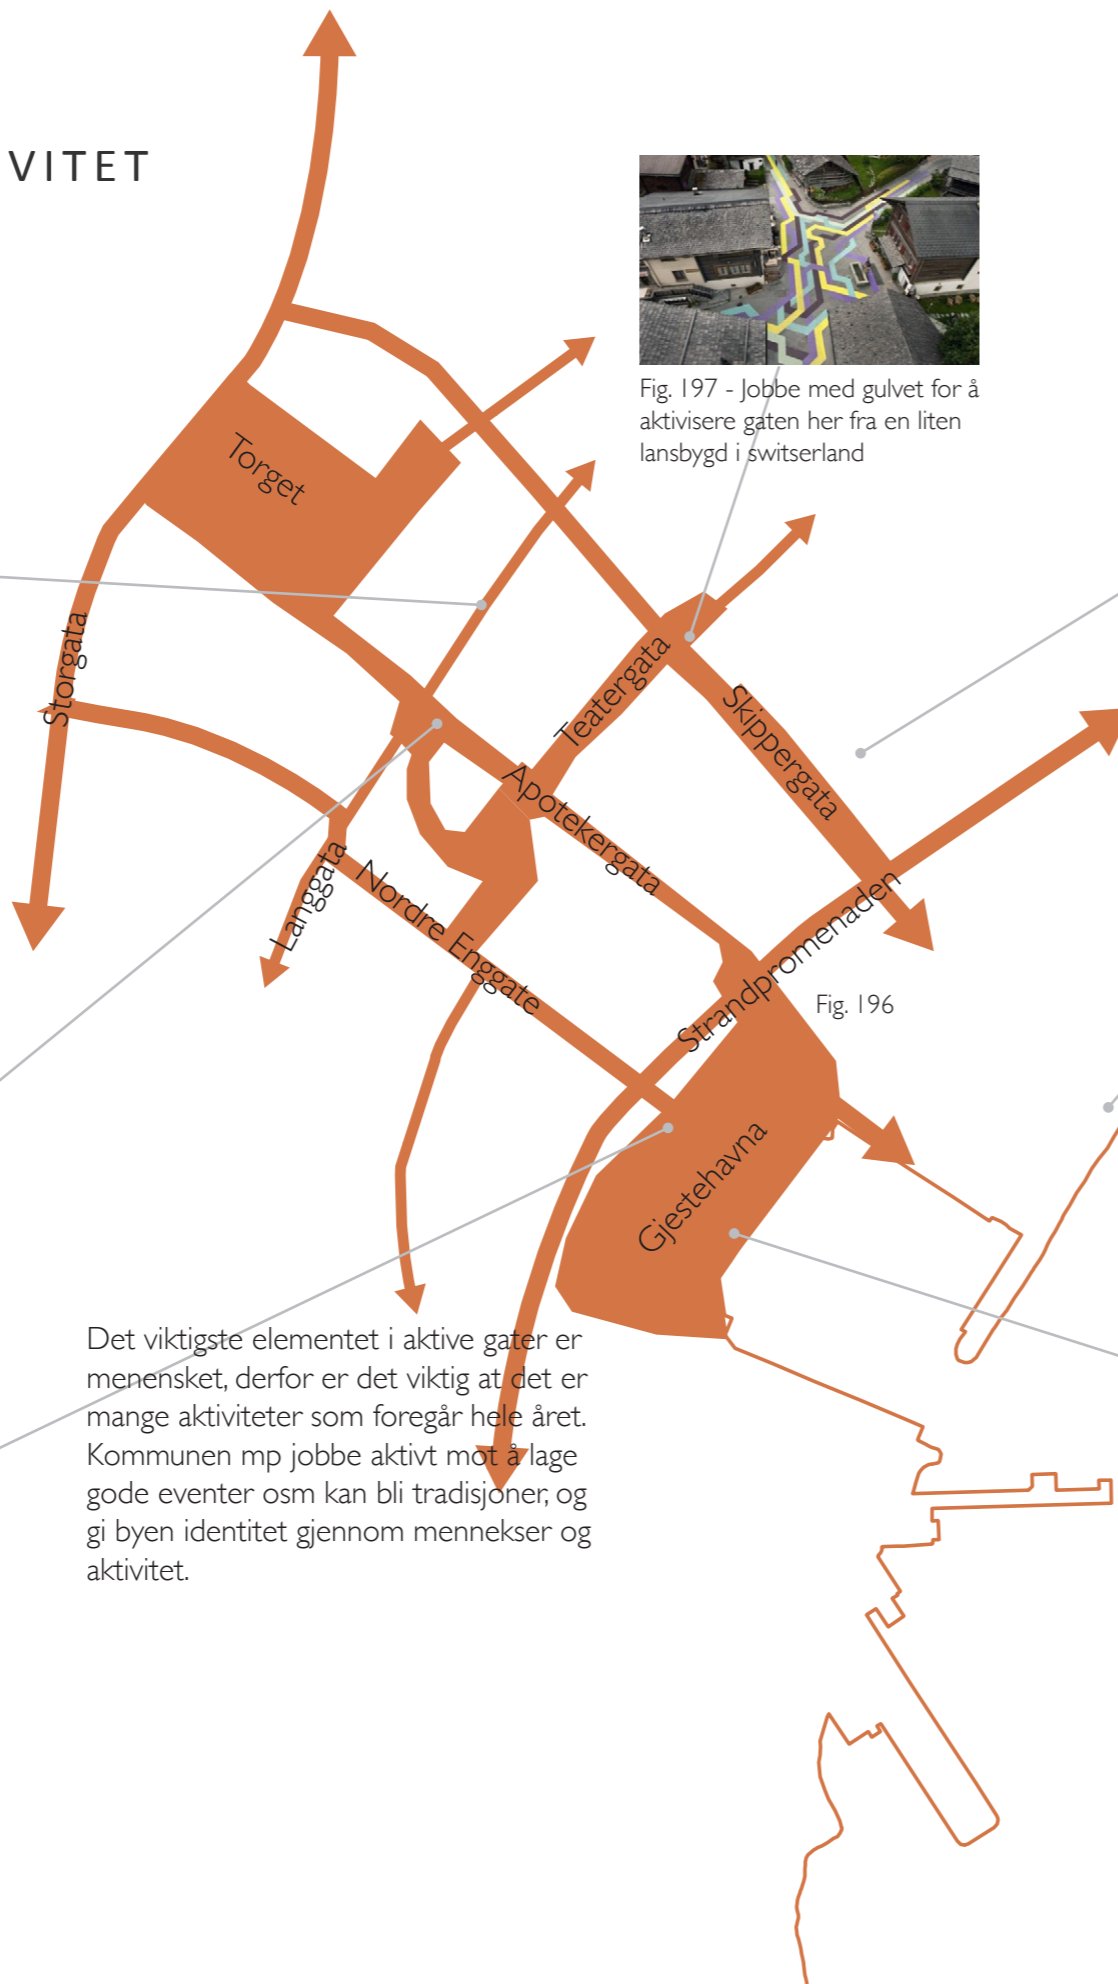 VITET
Fig. 197 - Jobbe med gulvet for å
aktivisere gaten her fra en liten
lansbygd i switserland
Torget
Storgata
Teatergata
Skippergata
Apotekergata
Langgata
Nordre Enggate
Strandpromenaden
Fig. 196
Gjestehavna
Det viktigste elementet i aktive gater er
menensket, derfor er det viktig at det er
mange aktiviteter som foregår hele året.
Kommunen mp jobbe aktivt mot å lage
gode eventer osm kan bli tradisjoner, og
gi byen identitet gjennom mennekser og
aktivitet.